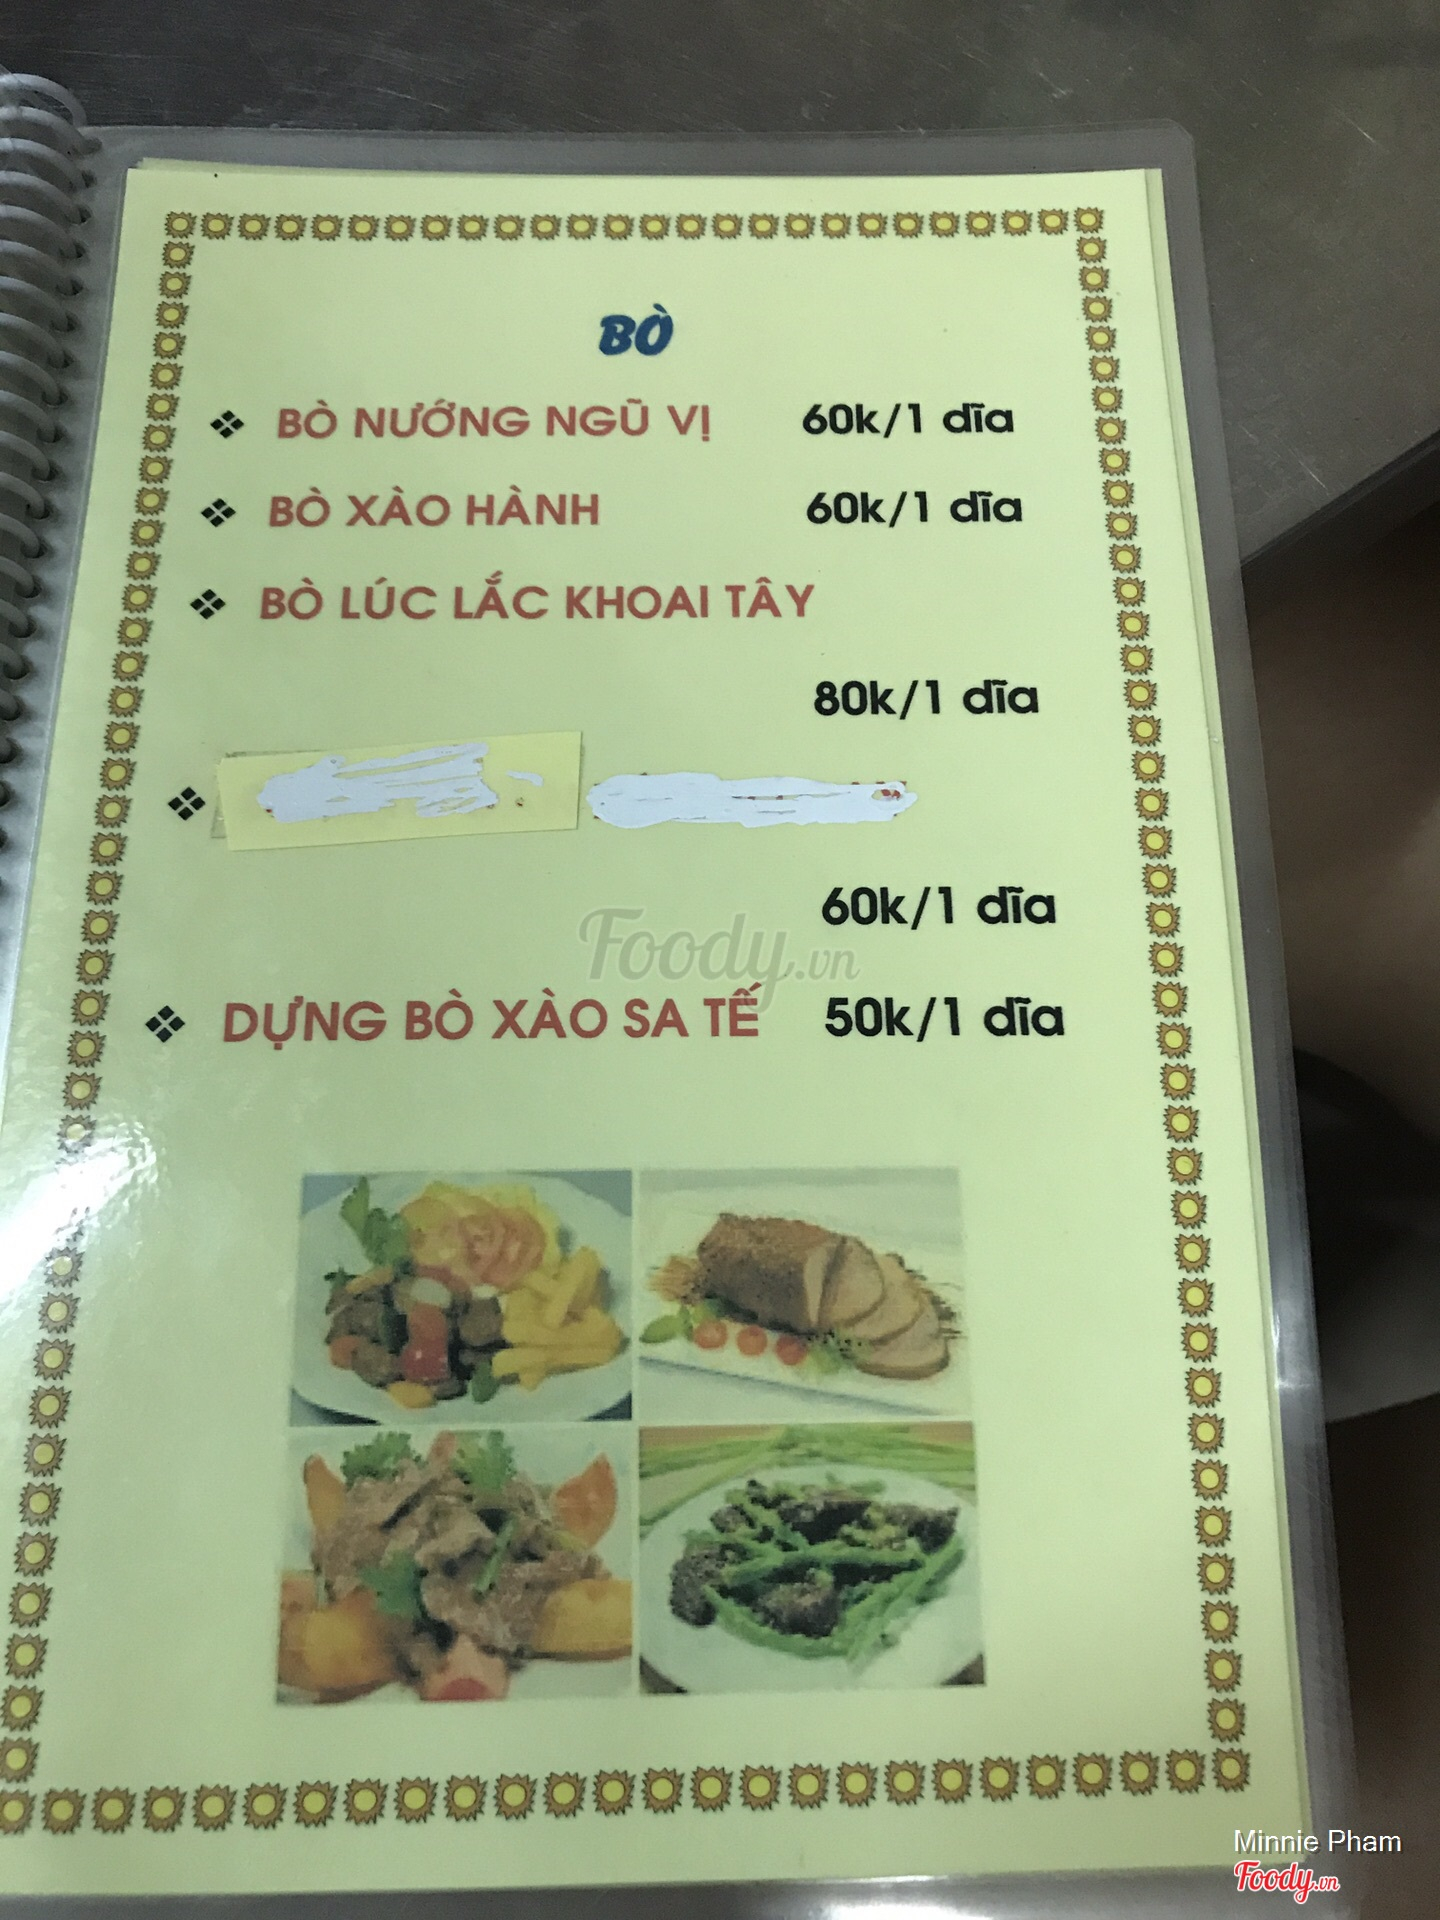 BÒ
❖ BÒ NƯỚNG NGŨ VỊ 60k/1 dĩa
❖ BÒ XÀO HÀNH 60k/1 dĩa
❖ BÒ LÚC LẮC KHOAI TÂY
80k/1 dĩa
❖
60k/1 dĩa
Foody.vn
❖ DỰNG BÒ XÀO SA TẾ 50k/1 dĩa
Minnie Pham
Foody.vn